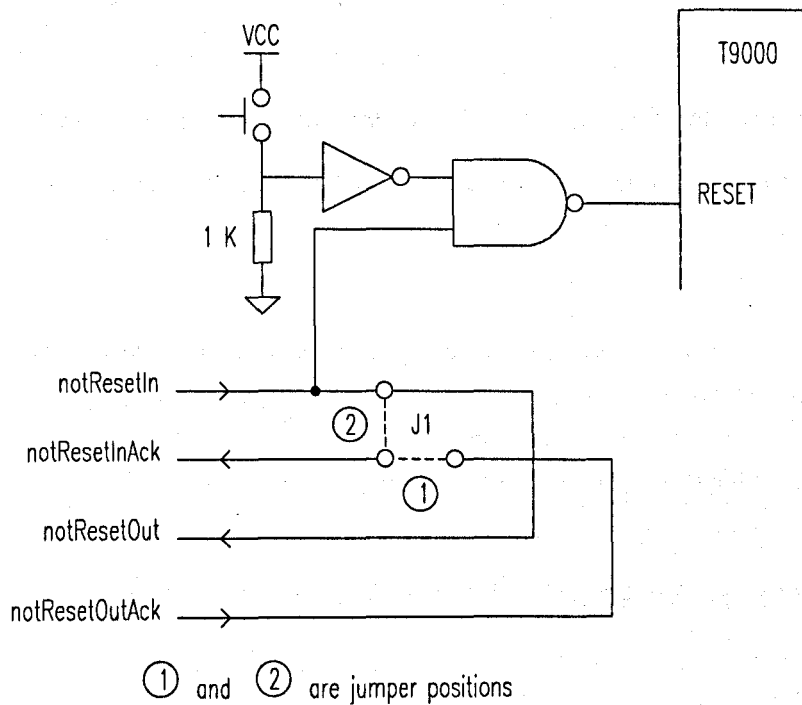 VCC
T9000
RESET
1 K
notResetIn
② J1
notResetInAck
①
notResetOut
notResetOutAck
① and ② are jumper positions